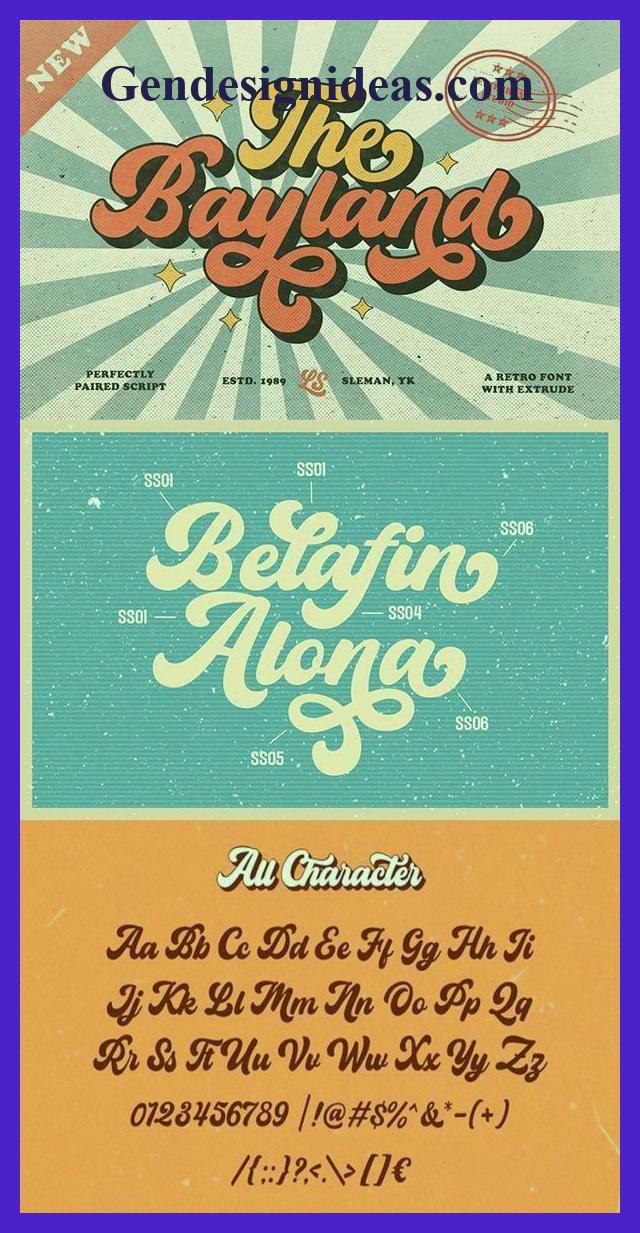 NEW
Gendesignideas.com
The
Bayland
PERFECTLY
PAIRED SCRIPT
ESTD. 1989
LS
SLEMAN, YK
A RETRO FONT
WITH EXTRUDE
SS01
SS01
SS06
Belafin
SS01
SS04
Alona
SS06
SS05
All Character
Aa Bb Cc Dd Ee Ff Gg Hh Ii
Jj Kk Ll Mm Nn Oo Pp Qq
Rr Ss Tt Uu Vv Ww Xx Yy Zz
0123456789 |!@#$%^&*-(+)
/{;:}?,<.\>[]€